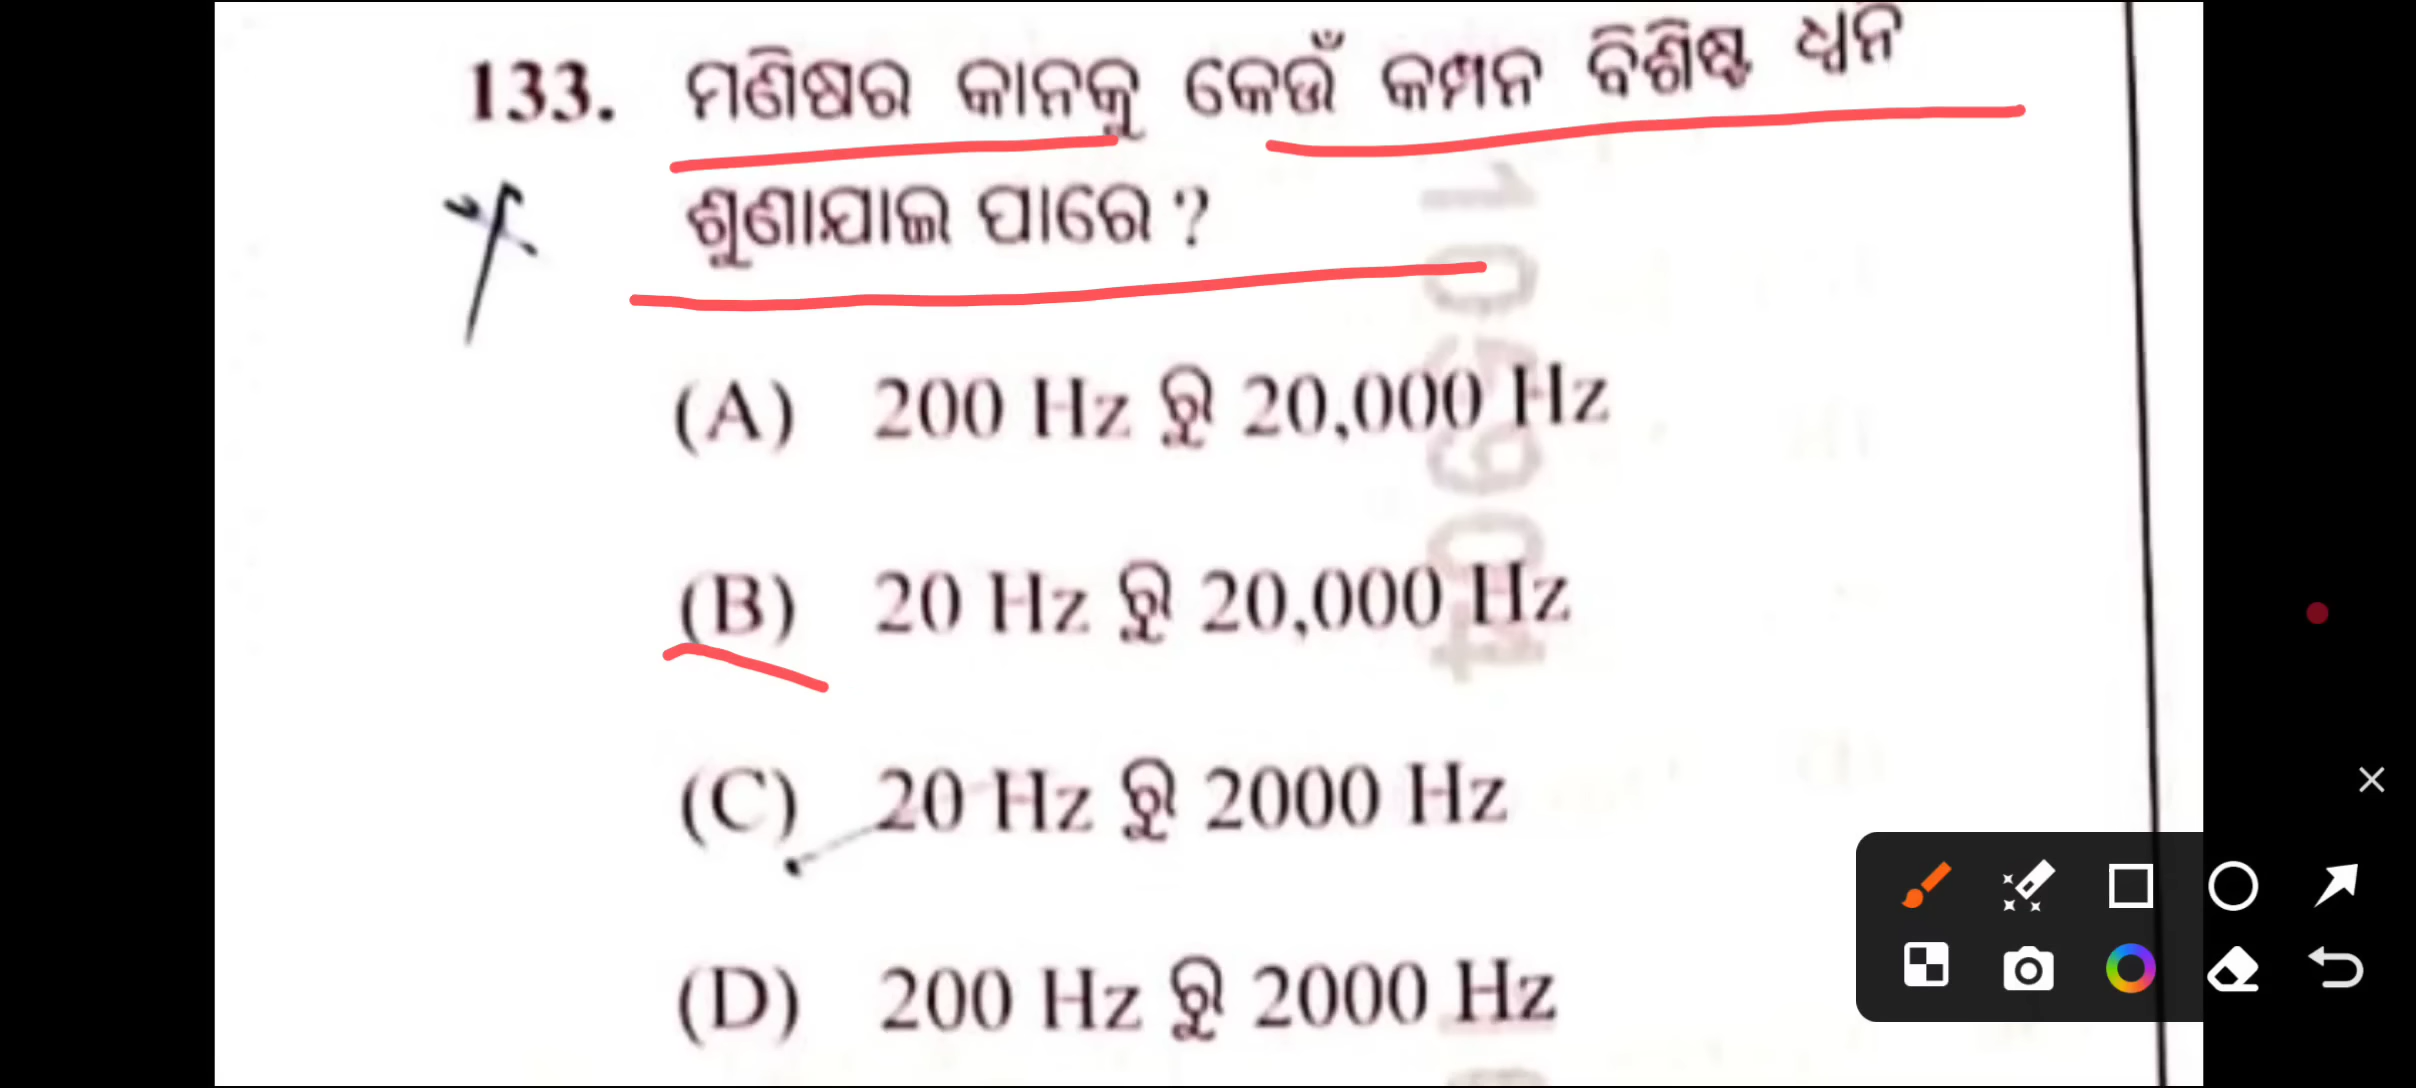 133. ମଣିଷର କାନକୁ କେଉଁ କମ୍ପନ ବିଶିଷ୍ଟ ଧ୍ୱନି
ଶୁଣାଯାଇ ପାରେ ?
(A) 200 Hz ରୁ 20,000 Hz
(B) 20 Hz ରୁ 20,000 Hz
(C) 20 Hz ରୁ 2000 Hz
(D) 200 Hz ରୁ 2000 Hz